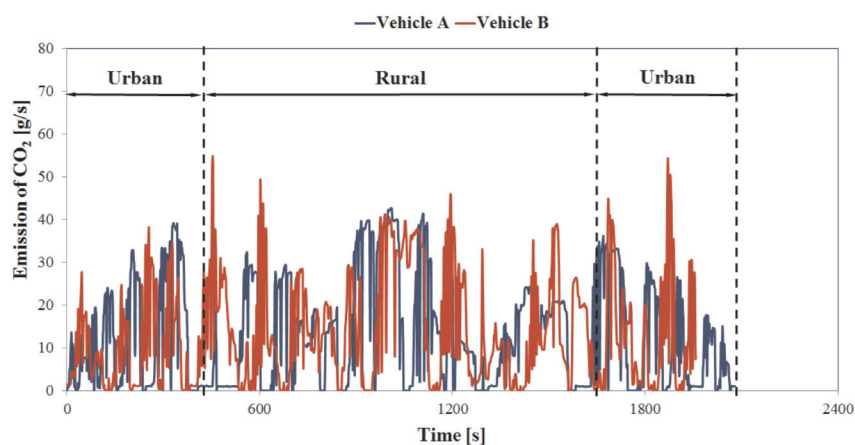 Vehicle A Vehicle B
80
Urban Rural Urban
70
60
50
40
30
20
10
0
Emission of CO₂ [g/s]
0 600 1200 1800 2400
Time [s]